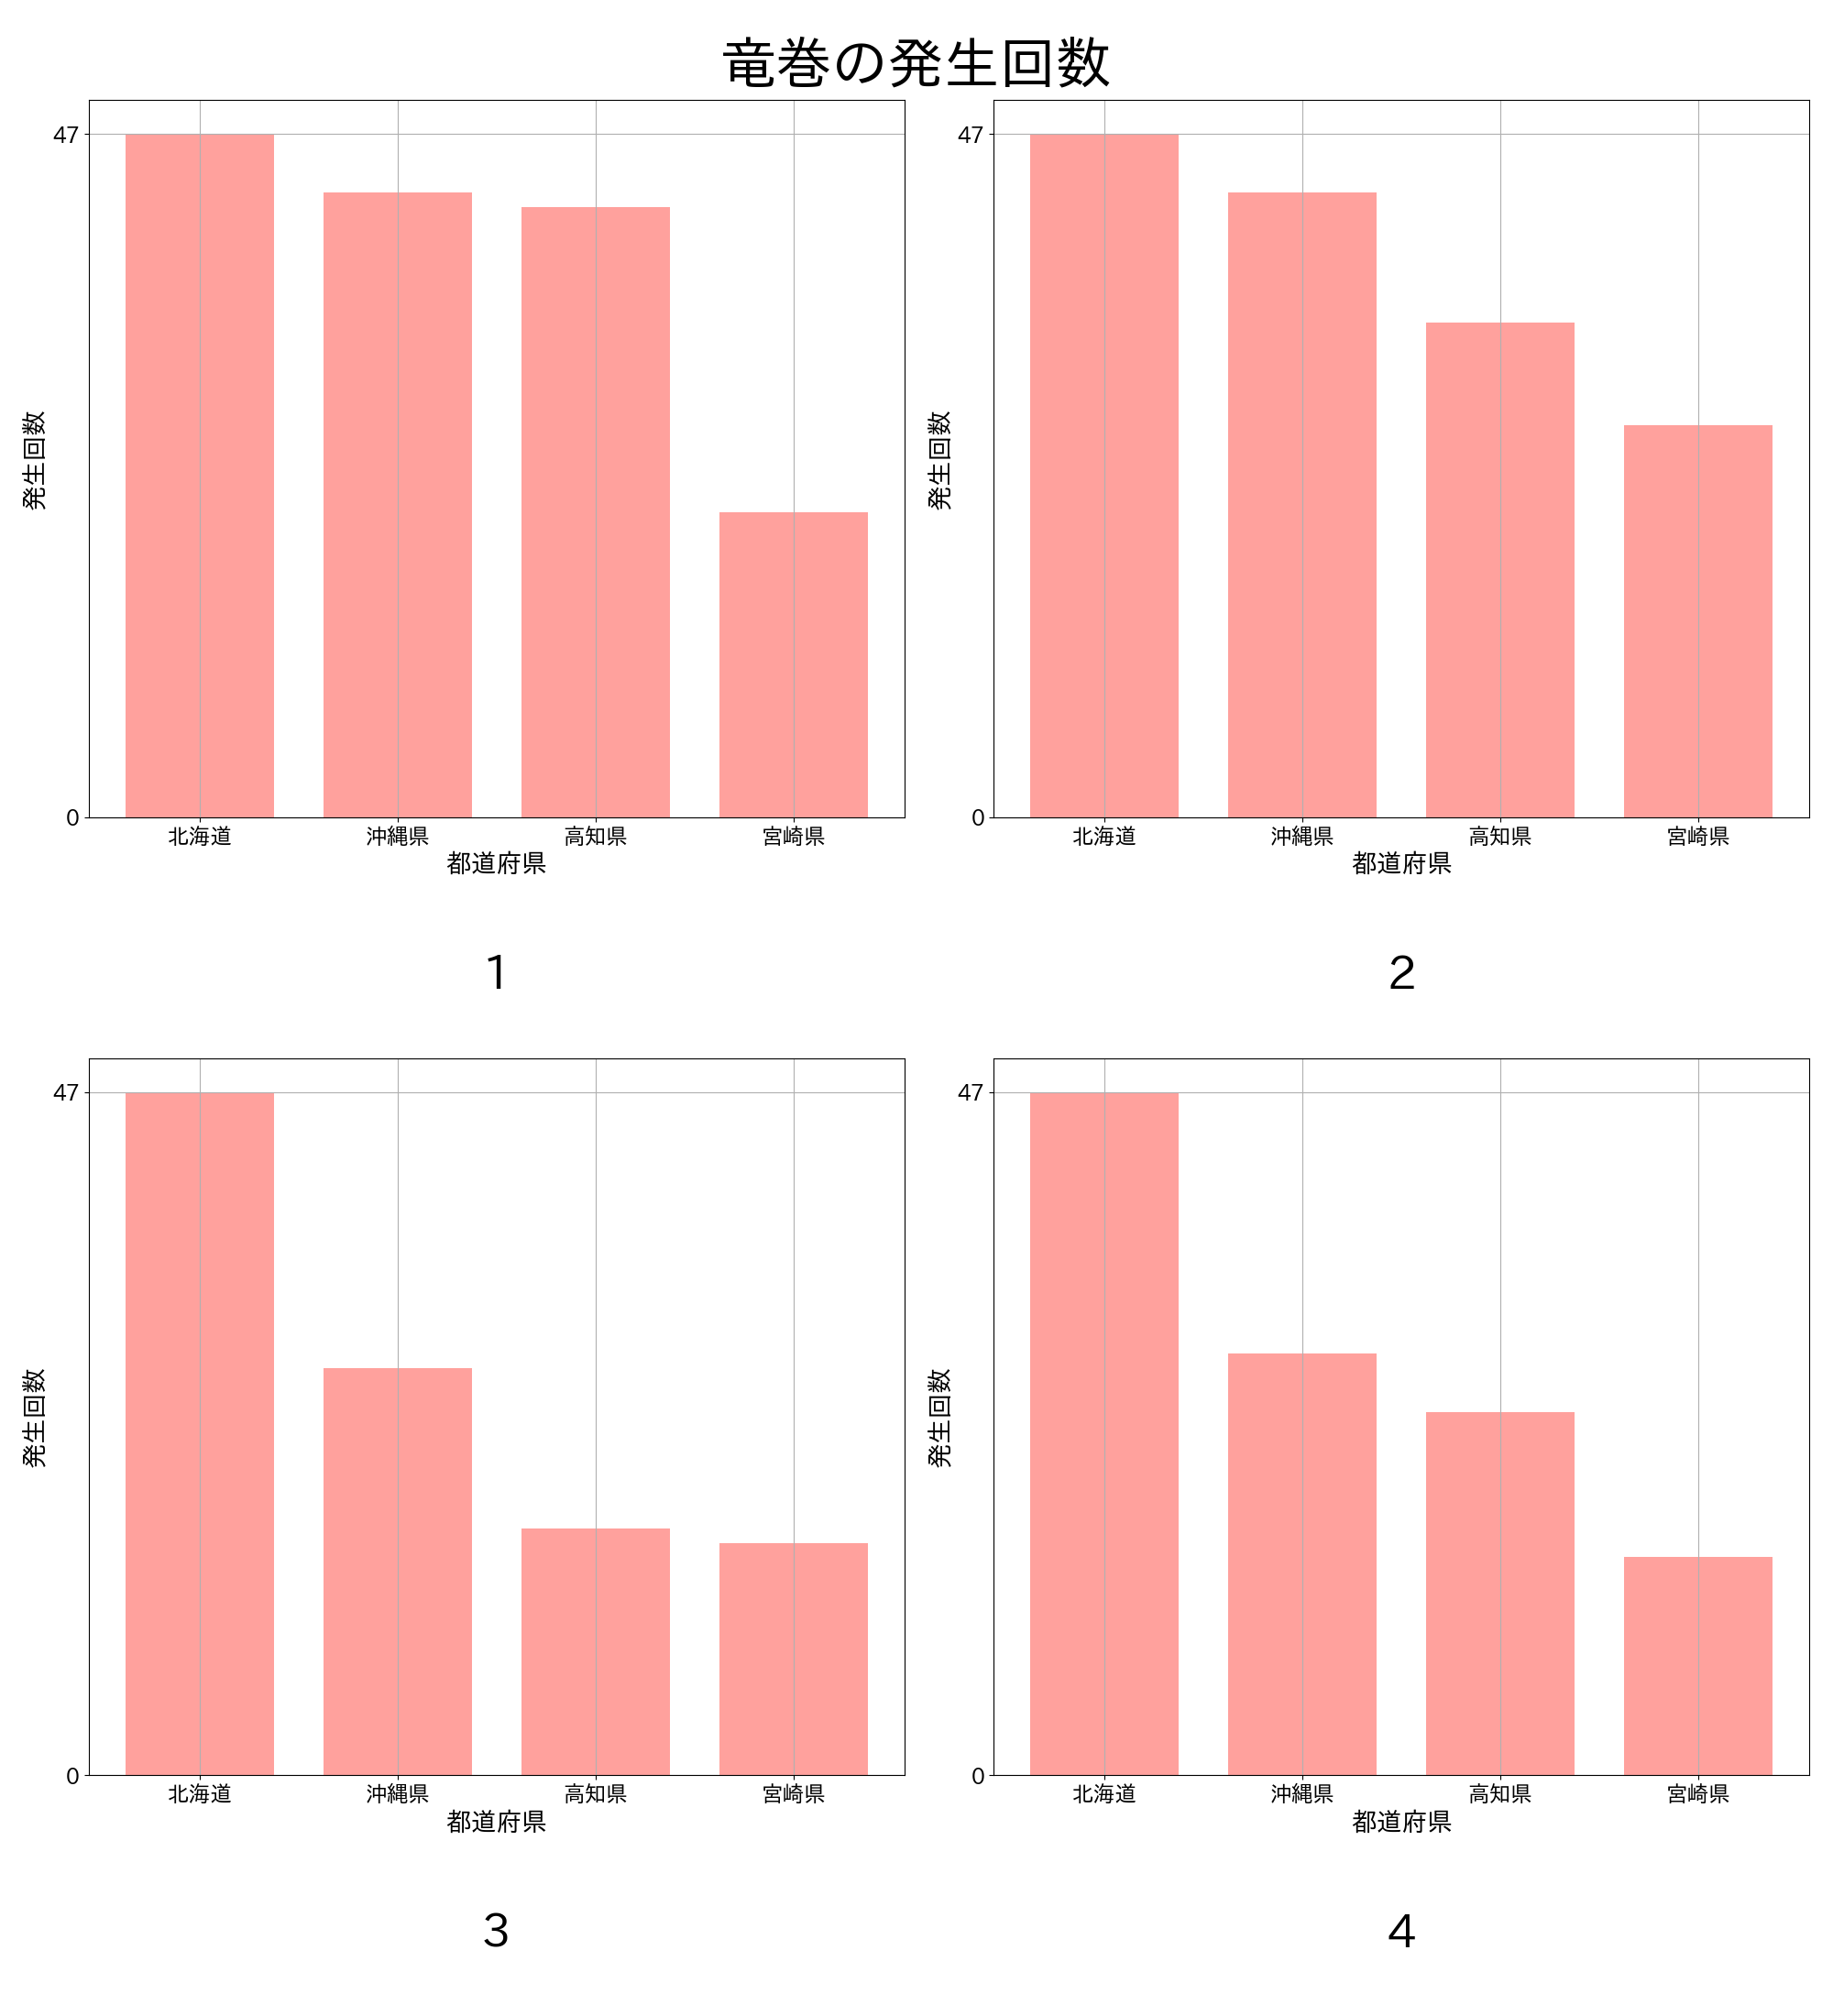 竜巻の発生回数
47
発生回数
0
北海道 沖縄県 高知県 宮崎県
都道府県
1
47
発生回数
0
北海道 沖縄県 高知県 宮崎県
都道府県
2
47
発生回数
0
北海道 沖縄県 高知県 宮崎県
都道府県
3
47
発生回数
0
北海道 沖縄県 高知県 宮崎県
都道府県
4